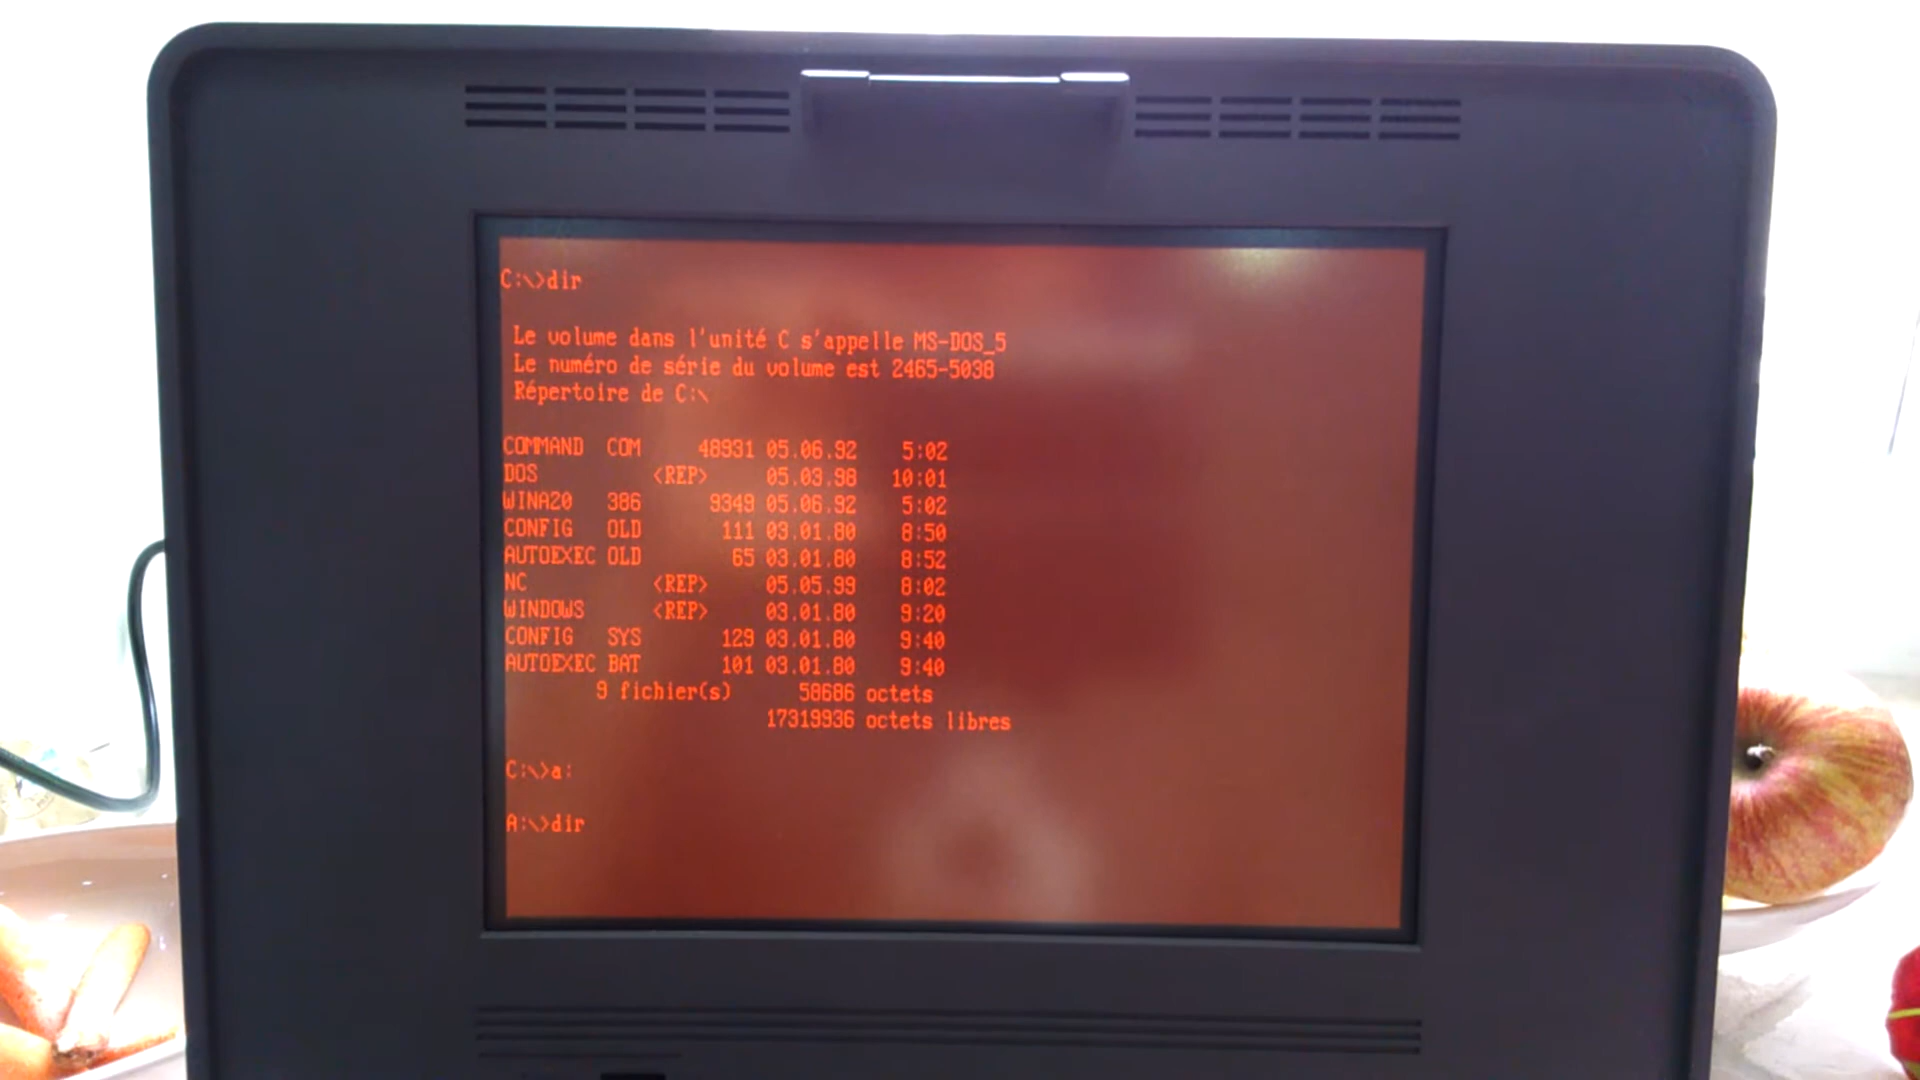 C:\>dir
Le volume dans l'unité C s'appelle MS-DOS_5
Le numéro de série du volume est 2465-5038
Répertoire de C:\
COMMAND  COM     48931 05.06.92    5:02
DOS          <REP>     05.03.98   10:01
WINA20   386      9349 05.06.92    5:02
CONFIG   OLD       111 03.01.80    8:50
AUTOEXEC OLD        65 03.01.80    8:52
NC           <REP>     05.05.99    8:02
WINDOWS      <REP>     03.01.80    9:20
CONFIG   SYS       129 03.01.80    9:40
AUTOEXEC BAT       101 03.01.80    9:40
9 fichier(s)      58686 octets
17319936 octets libres
C:\>a:
A:\>dir